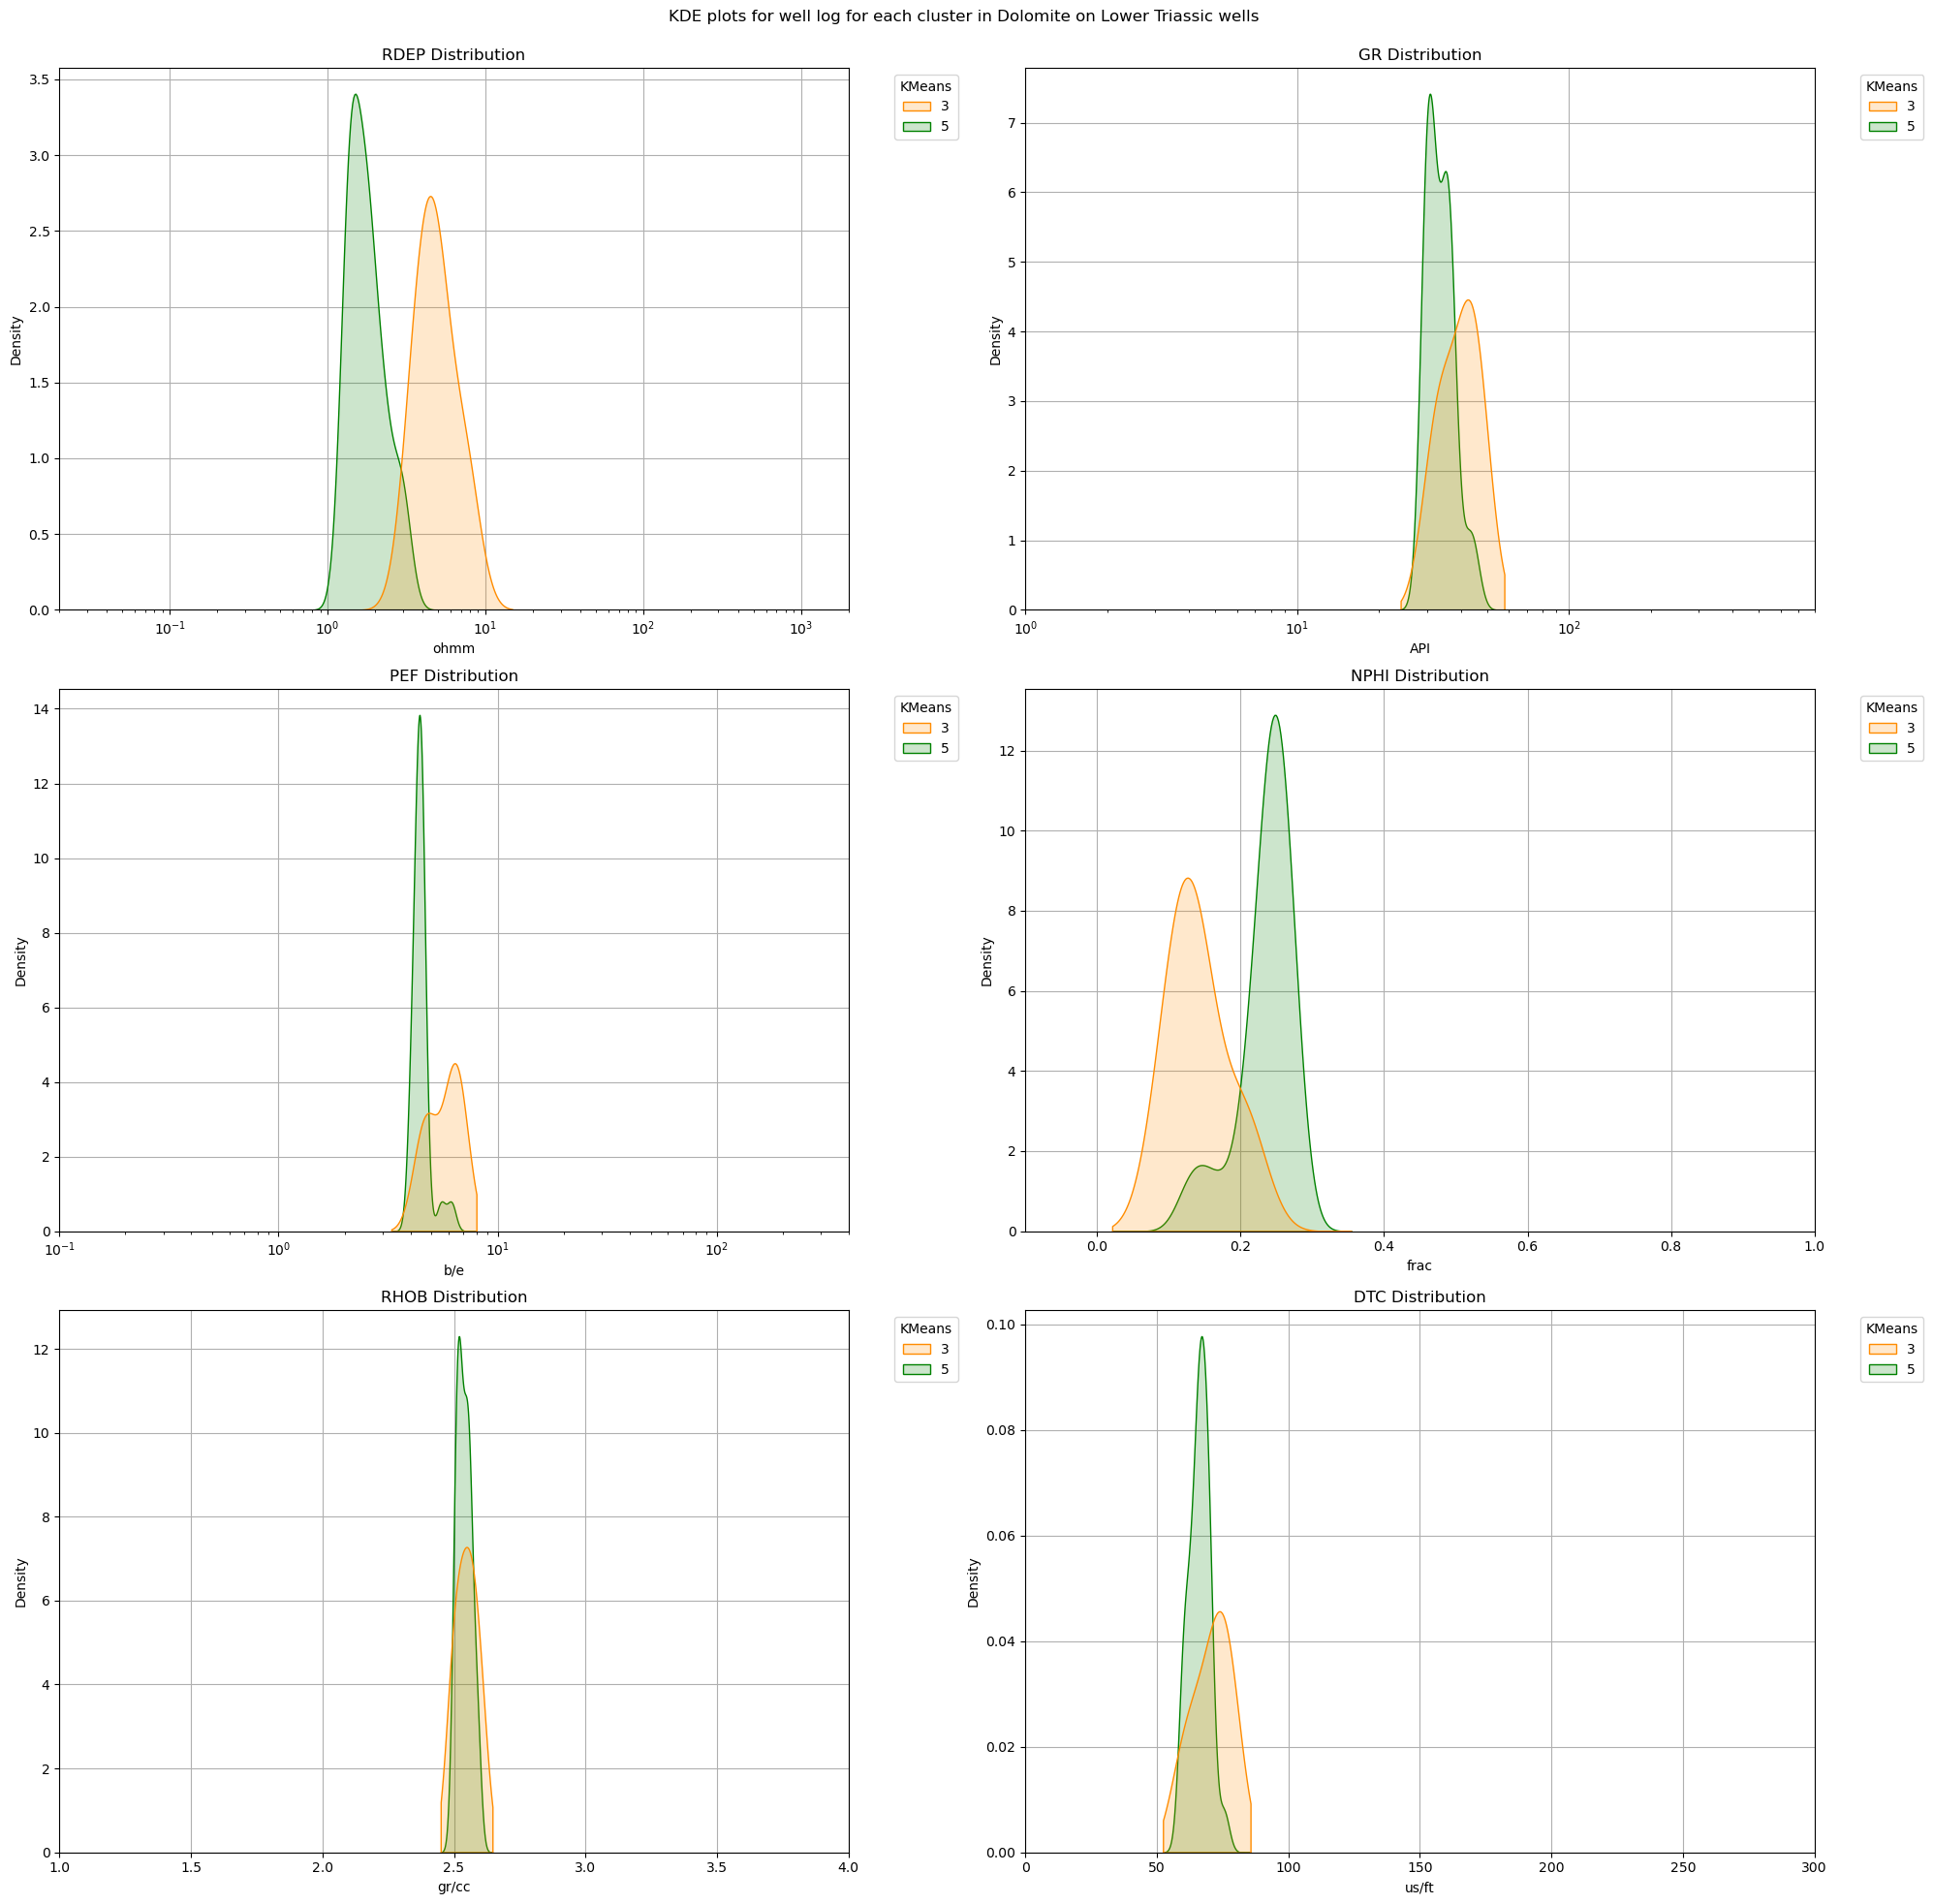 KDE plots for well log for each cluster in Dolomite on Lower Triassic wells
RDEP Distribution
Density
3.5
3.0
2.5
2.0
1.5
1.0
0.5
0.0
10⁻¹ 10⁰ 10¹ 10² 10³
ohmm
KMeans
3
5
GR Distribution
Density
7
6
5
4
3
2
1
0
10⁰ 10¹ 10²
API
KMeans
3
5
PEF Distribution
Density
14
12
10
8
6
4
2
0
10⁻¹ 10⁰ 10¹ 10²
b/e
KMeans
3
5
NPHI Distribution
Density
12
10
8
6
4
2
0
0.0 0.2 0.4 0.6 0.8 1.0
frac
KMeans
3
5
RHOB Distribution
Density
12
10
8
6
4
2
0
1.0 1.5 2.0 2.5 3.0 3.5 4.0
gr/cc
KMeans
3
5
DTC Distribution
Density
0.10
0.08
0.06
0.04
0.02
0.00
0 50 100 150 200 250 300
us/ft
KMeans
3
5